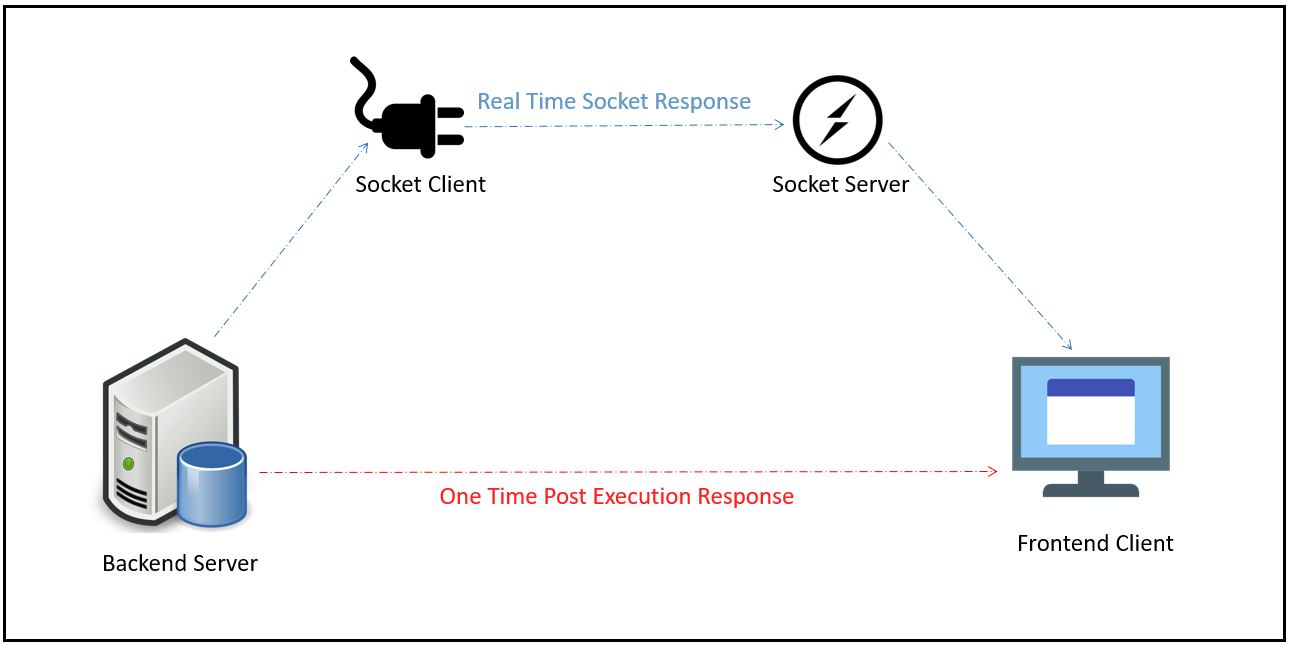 Real Time Socket Response
Socket Client
Socket Server
One Time Post Execution Response
Frontend Client
Backend Server